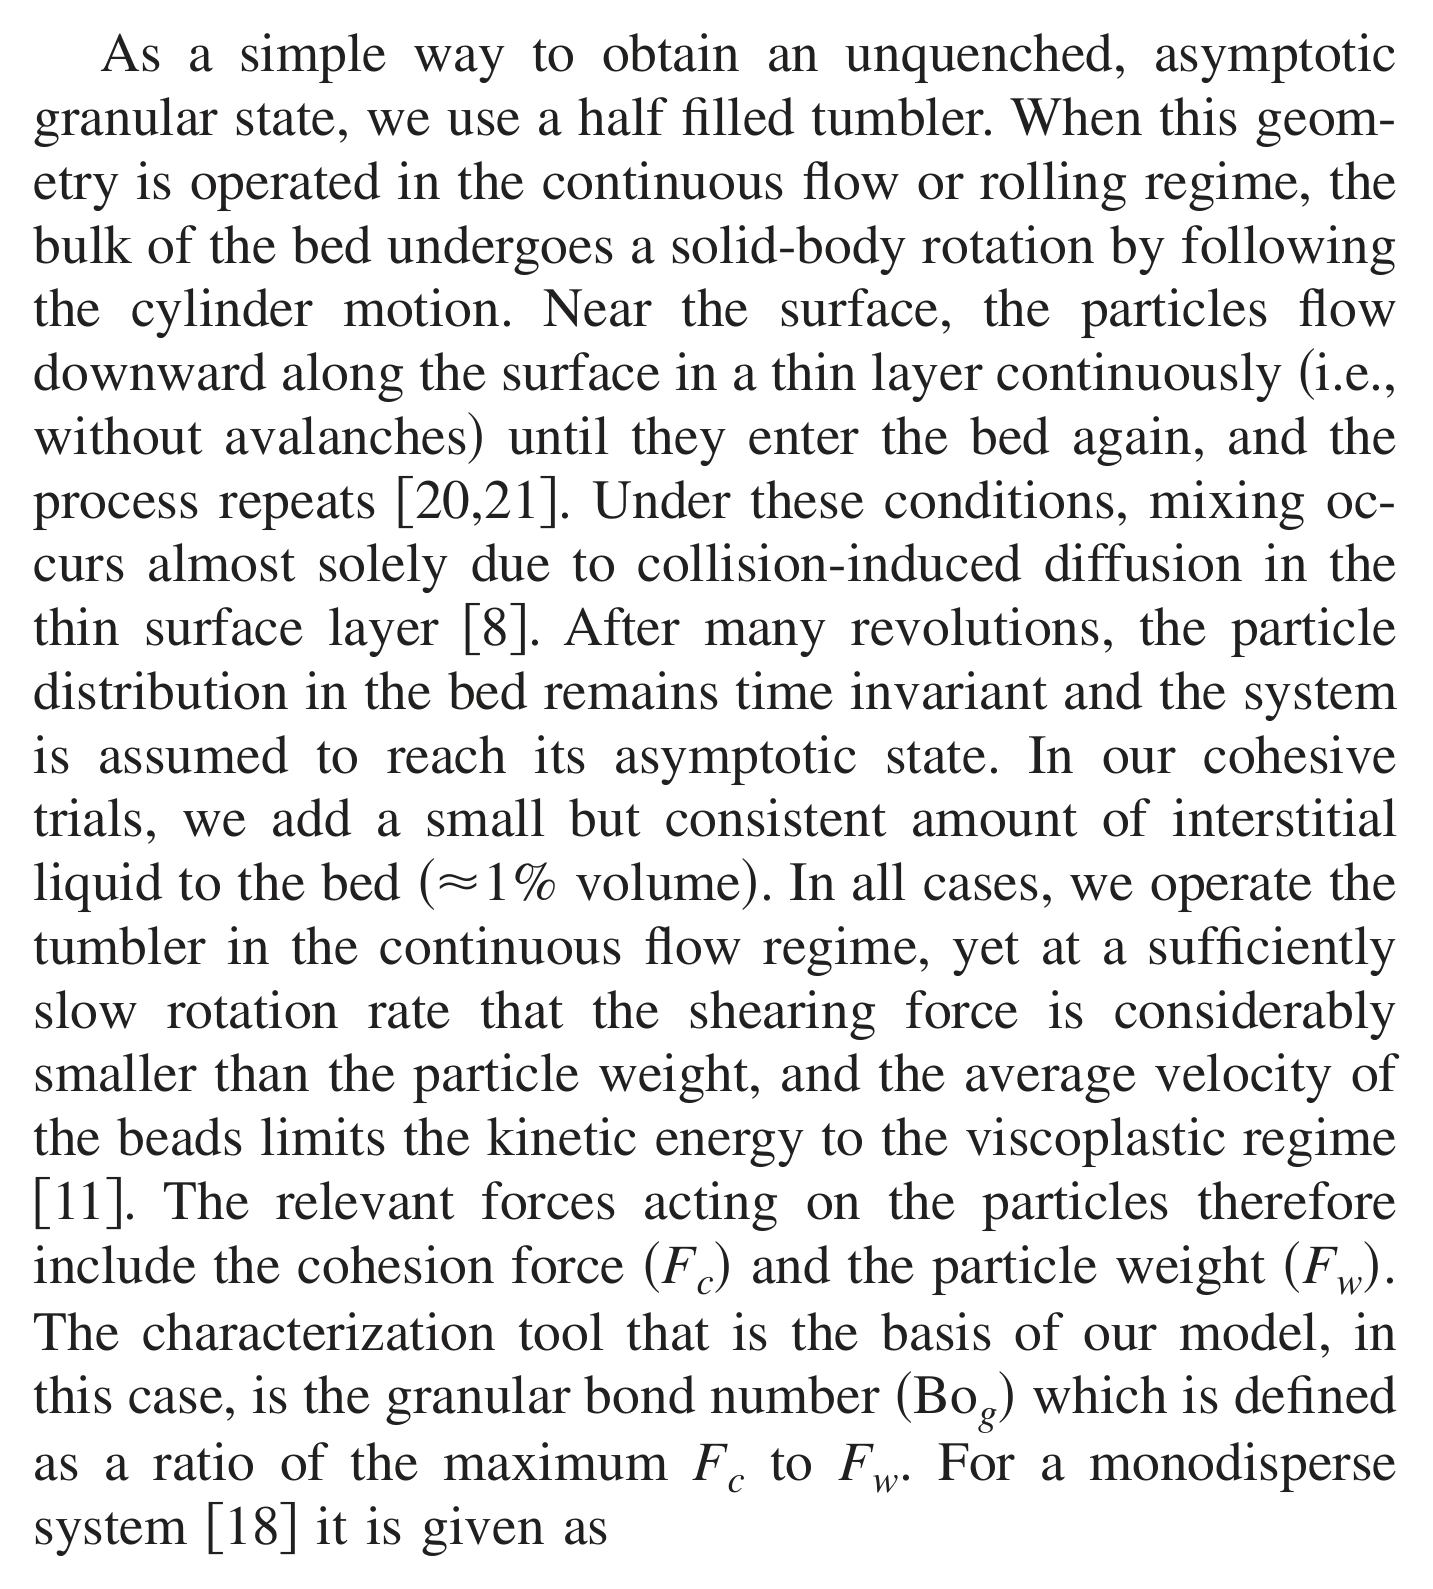 As a simple way to obtain an unquenched, asymptotic
granular state, we use a half filled tumbler. When this geom-
etry is operated in the continuous flow or rolling regime, the
bulk of the bed undergoes a solid-body rotation by following
the cylinder motion. Near the surface, the particles flow
downward along the surface in a thin layer continuously (i.e.,
without avalanches) until they enter the bed again, and the
process repeats [20,21]. Under these conditions, mixing oc-
curs almost solely due to collision-induced diffusion in the
thin surface layer [8]. After many revolutions, the particle
distribution in the bed remains time invariant and the system
is assumed to reach its asymptotic state. In our cohesive
trials, we add a small but consistent amount of interstitial
liquid to the bed (≈1% volume). In all cases, we operate the
tumbler in the continuous flow regime, yet at a sufficiently
slow rotation rate that the shearing force is considerably
smaller than the particle weight, and the average velocity of
the beads limits the kinetic energy to the viscoplastic regime
[11]. The relevant forces acting on the particles therefore
include the cohesion force (F_c) and the particle weight (F_w).
The characterization tool that is the basis of our model, in
this case, is the granular bond number (Bo_g) which is defined
as a ratio of the maximum F_c to F_w. For a monodisperse
system [18] it is given as